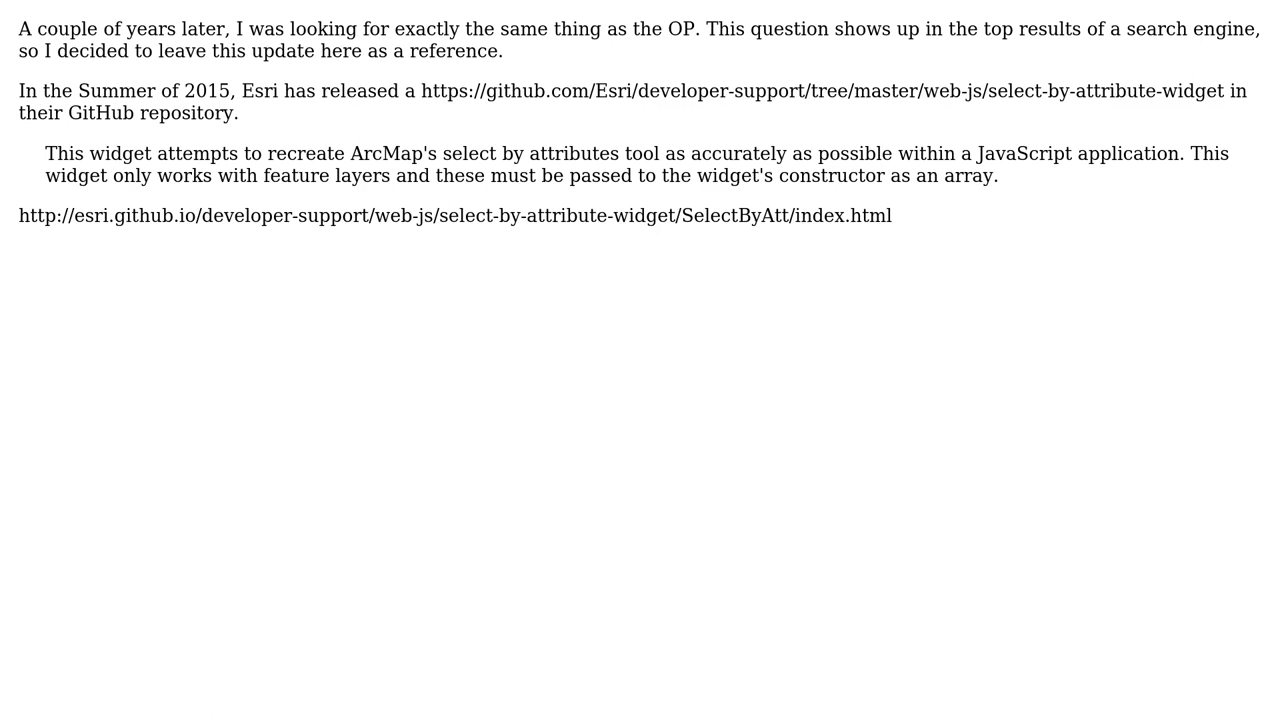 A couple of years later, I was looking for exactly the same thing as the OP. This question shows up in the top results of a search engine,
so I decided to leave this update here as a reference.
In the Summer of 2015, Esri has released a https://github.com/Esri/developer-support/tree/master/web-js/select-by-attribute-widget in
their GitHub repository.
This widget attempts to recreate ArcMap's select by attributes tool as accurately as possible within a JavaScript application. This
widget only works with feature layers and these must be passed to the widget's constructor as an array.
http://esri.github.io/developer-support/web-js/select-by-attribute-widget/SelectByAtt/index.html